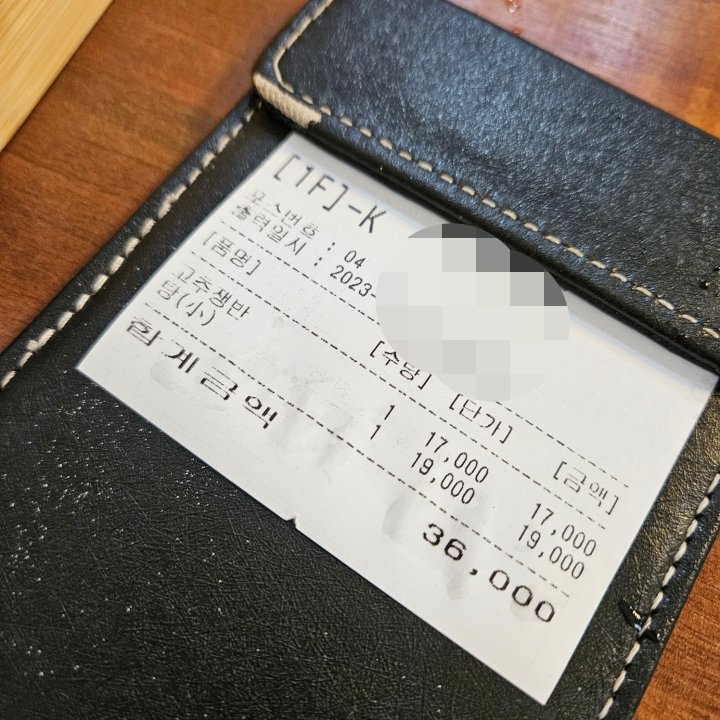 [1F]-K
포스번호 : 04
출력일시 : 2023-
[품명] [수량] [단가] [금액]
고추쟁반 1 17,000 17,000
탕(小) 1 19,000 19,000
합계금액 36,000